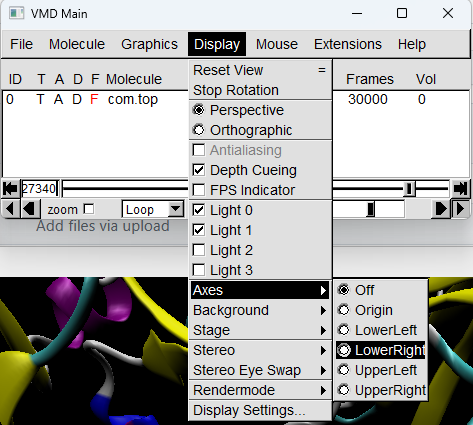 VMD Main
File Molecule Graphics Display Mouse Extensions Help
ID T A D F Molecule Frames Vol
0 T A D F com.top 30000 0
27340
zoom Loop
Add files via upload
Reset View =
Stop Rotation
Perspective
Orthographic
Antialiasing
Depth Cueing
FPS Indicator
Light 0
Light 1
Light 2
Light 3
Axes
Background
Stage
Stereo
Stereo Eye Swap
Rendermode
Display Settings...
Off
Origin
LowerLeft
LowerRight
UpperLeft
UpperRight